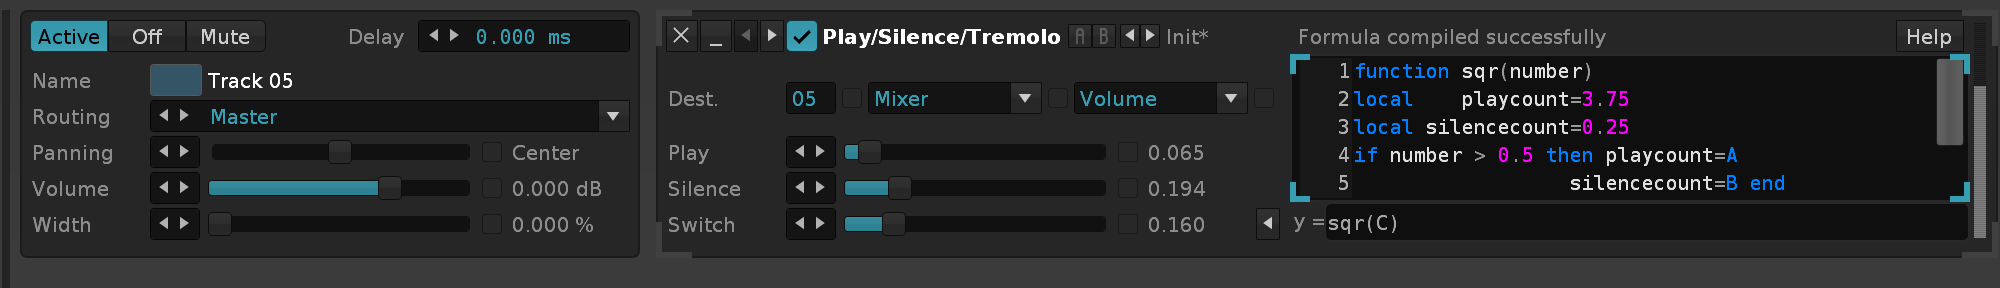 Active Off Mute Delay 0.000 ms
Name Track 05
Routing Master
Panning Center
Volume 0.000 dB
Width 0.000 %
Play/Silence/Tremolo A B Init*
Dest. 05 Mixer Volume
Play 0.065
Silence 0.194
Switch 0.160
Formula compiled successfully Help
1 function sqr(number)
2 local    playcount=3.75
3 local silencecount=0.25
4 if number > 0.5 then playcount=A
5                  silencecount=B end
y = sqr(C)